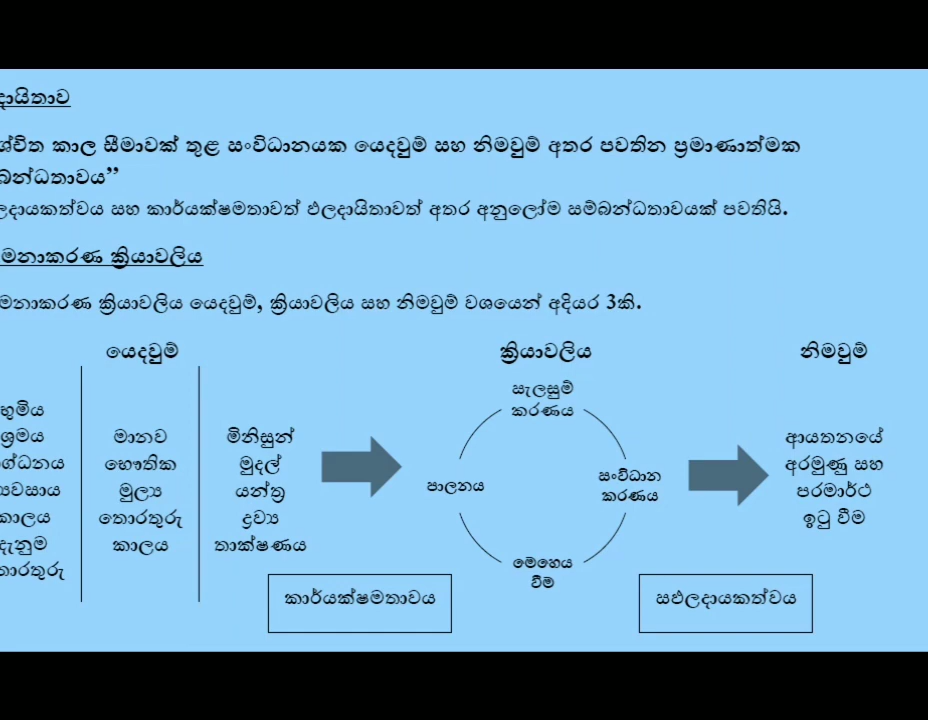 දායිතාව
ශ්චිත කාල සීමාවක් තුළ සංවිධානයක යෙදවුම් සහ නිමවුම් අතර පවතින ප්‍රමාණාත්මක
බන්ධතාවය”
ලදායකත්වය සහ කාර්යක්ෂමතාවත් ඵලදායිතාවත් අතර අනුලෝම සම්බන්ධතාවයක් පවතියි.
මනාකරණ ක්‍රියාවලිය
මනාකරණ ක්‍රියාවලිය යෙදවුම්, ක්‍රියාවලිය සහ නිමවුම් වශයෙන් අදියර 3කි.
යෙදවුම්
භූමිය
ශ්‍රමය
ග්ධනය
‍යවසාය
කාලය
දැනුම
තාරතුරු
මානව
භෞතික
මූල්‍ය
තොරතුරු
කාලය
මිනිසුන්
මුදල්
යන්ත්‍ර
ද්‍රව්‍ය
තාක්ෂණය
ක්‍රියාවලිය
සැලසුම්
කරණය
පාලනය
සංවිධාන
කරණය
මෙහෙය
වීම
නිමවුම්
ආයතනයේ
අරමුණු සහ
පරමාර්ථ
ඉටු වීම
කාර්යක්ෂමතාවය
සඵලදායකත්වය